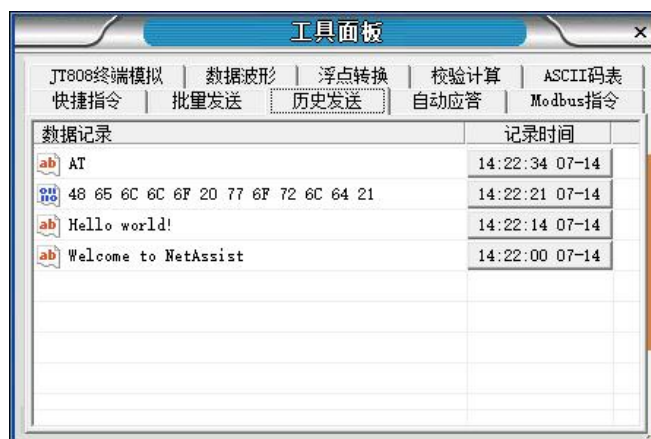 工具面板 ×
JT808终端模拟 数据波形 浮点转换 校验计算 ASCII码表
快捷指令 批量发送 历史发送 自动应答 Modbus指令
数据记录 记录时间
ab AT 14:22:34 07-14
48 65 6C 6C 6F 20 77 6F 72 6C 64 21 14:22:21 07-14
ab Hello world! 14:22:14 07-14
ab Welcome to NetAssist 14:22:00 07-14